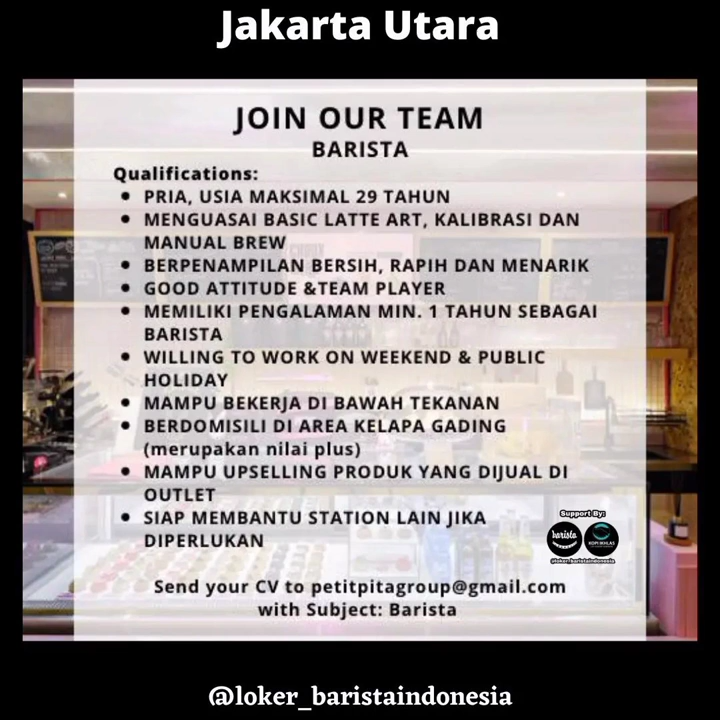 Jakarta Utara
JOIN OUR TEAM
BARISTA
Qualifications:
• PRIA, USIA MAKSIMAL 29 TAHUN
• MENGUASAI BASIC LATTE ART, KALIBRASI DAN
MANUAL BREW
• BERPENAMPILAN BERSIH, RAPIH DAN MENARIK
• GOOD ATTITUDE &TEAM PLAYER
• MEMILIKI PENGALAMAN MIN. 1 TAHUN SEBAGAI
BARISTA
• WILLING TO WORK ON WEEKEND & PUBLIC
HOLIDAY
• MAMPU BEKERJA DI BAWAH TEKANAN
• BERDOMISILI DI AREA KELAPA GADING
(merupakan nilai plus)
• MAMPU UPSELLING PRODUK YANG DIJUAL DI
OUTLET
• SIAP MEMBANTU STATION LAIN JIKA
DIPERLUKAN
Support By:
barista
KOPI IKHLAS
@loker_baristaindonesia
Send your CV to petitpitagroup@gmail.com
with Subject: Barista
@loker_baristaindonesia